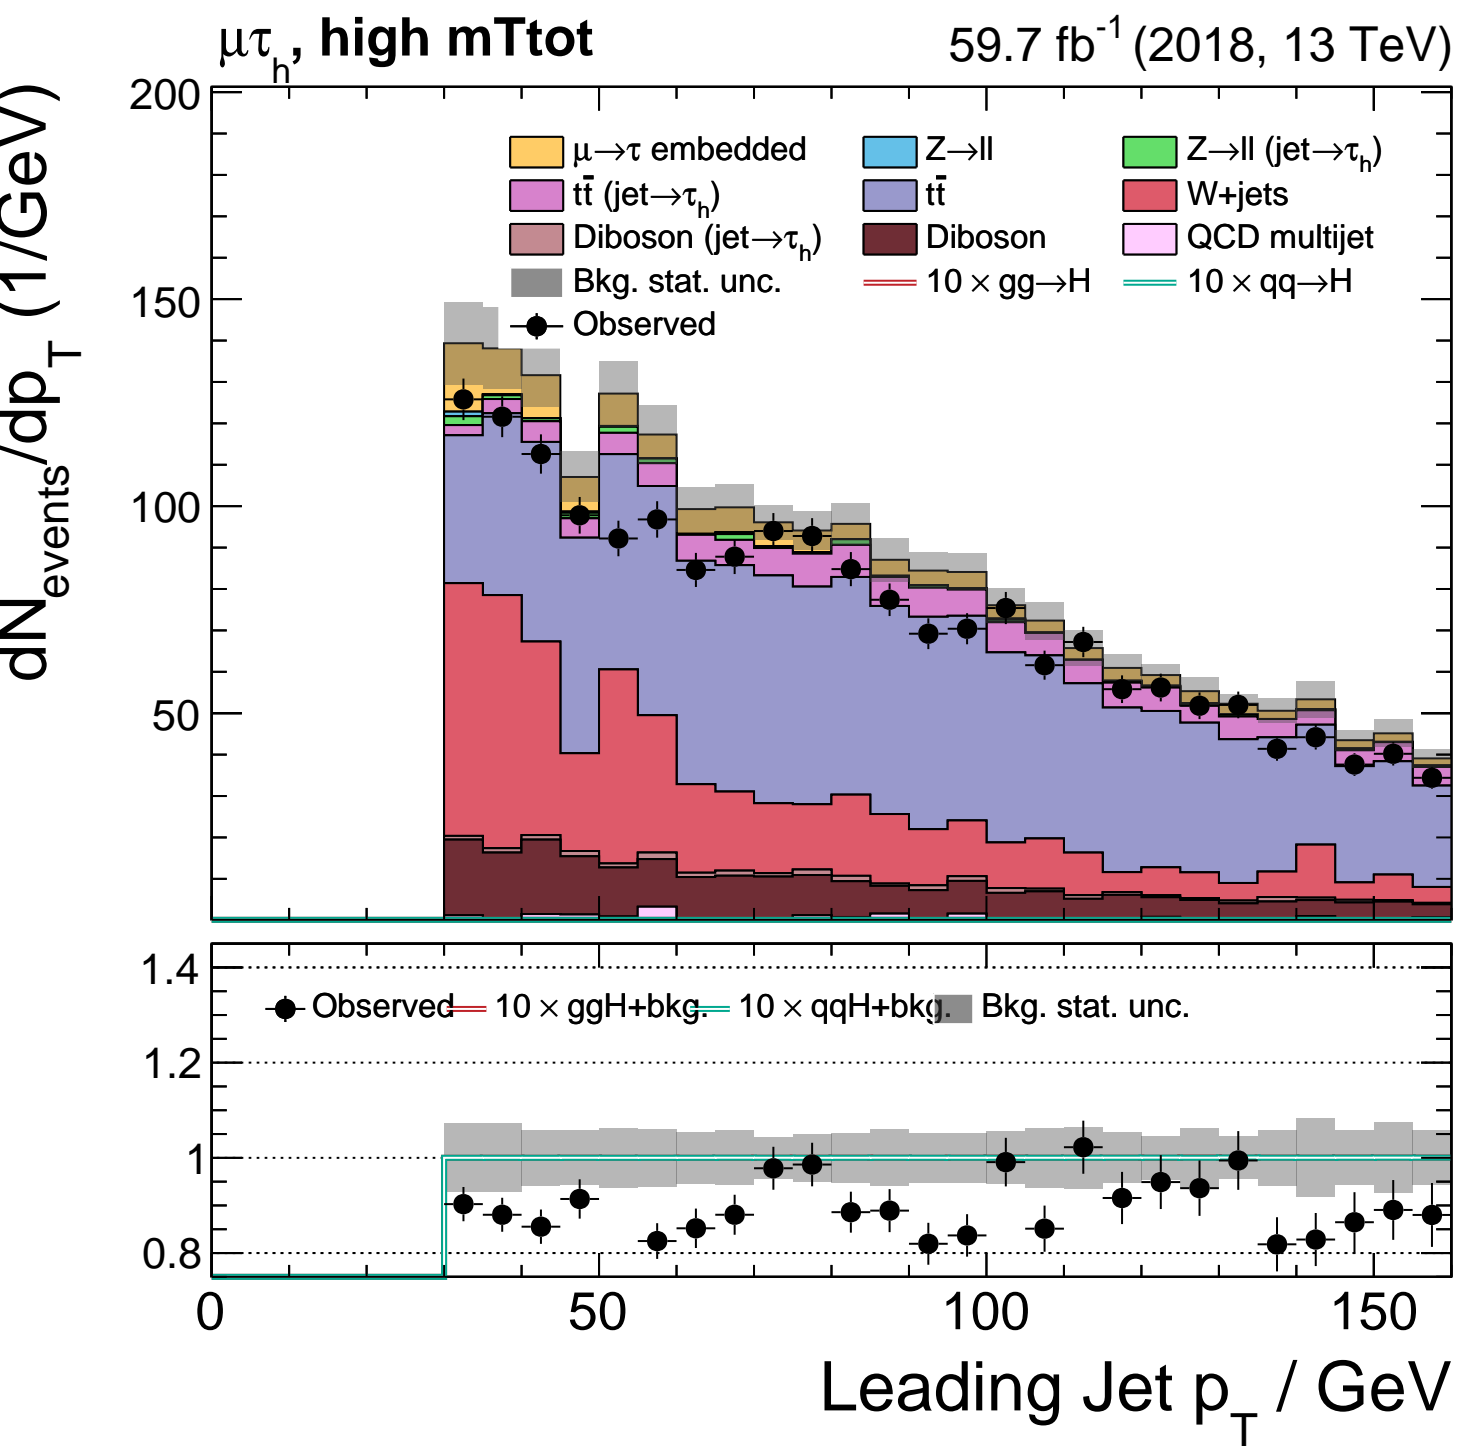 μτh, high mTtot 59.7 fb-1 (2018, 13 TeV)
dNevents/dpT (1/GeV)
200
150
100
50
μ→τ embedded Z→ll Z→ll (jet→τh)
tt̄ (jet→τh) tt̄ W+jets
Diboson (jet→τh) Diboson QCD multijet
Bkg. stat. unc. 10 × gg→H 10 × qq→H
Observed
1.4
1.2
1
0.8
Observed 10 × ggH+bkg. 10 × qqH+bkg. Bkg. stat. unc.
0 50 100 150
Leading Jet pT / GeV